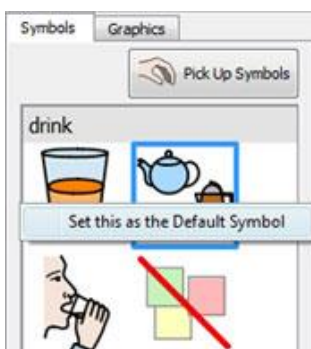 Symbols Graphics
Pick Up Symbols
drink
Set this as the Default Symbol